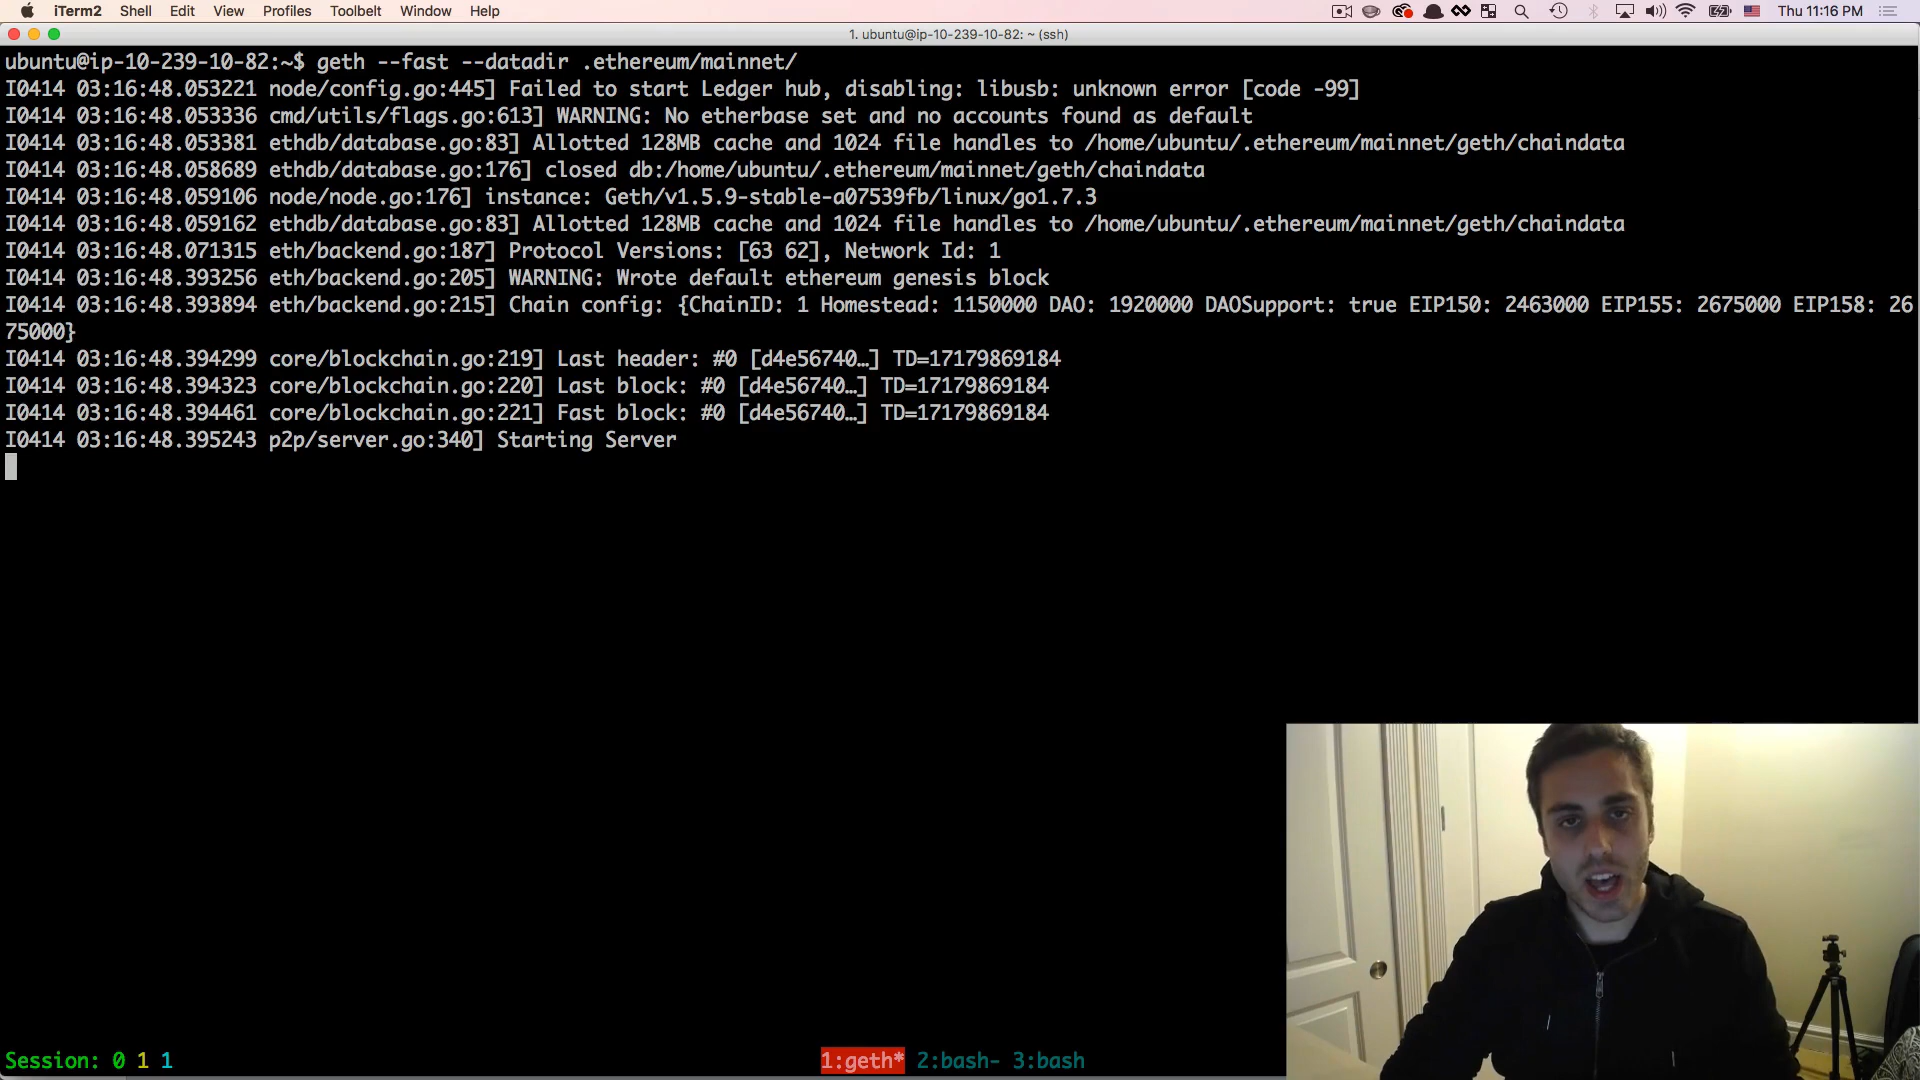 iTerm2 Shell Edit View Profiles Toolbelt Window Help Thu 11:16 PM
1. ubuntu@ip-10-239-10-82: ~ (ssh)
ubuntu@ip-10-239-10-82:~$ geth --fast --datadir .ethereum/mainnet/
I0414 03:16:48.053221 node/config.go:445] Failed to start Ledger hub, disabling: libusb: unknown error [code -99]
I0414 03:16:48.053336 cmd/utils/flags.go:613] WARNING: No etherbase set and no accounts found as default
I0414 03:16:48.053381 ethdb/database.go:83] Allotted 128MB cache and 1024 file handles to /home/ubuntu/.ethereum/mainnet/geth/chaindata
I0414 03:16:48.058689 ethdb/database.go:176] closed db:/home/ubuntu/.ethereum/mainnet/geth/chaindata
I0414 03:16:48.059106 node/node.go:176] instance: Geth/v1.5.9-stable-a07539fb/linux/go1.7.3
I0414 03:16:48.059162 ethdb/database.go:83] Allotted 128MB cache and 1024 file handles to /home/ubuntu/.ethereum/mainnet/geth/chaindata
I0414 03:16:48.071315 eth/backend.go:187] Protocol Versions: [63 62], Network Id: 1
I0414 03:16:48.393256 eth/backend.go:205] WARNING: Wrote default ethereum genesis block
I0414 03:16:48.393894 eth/backend.go:215] Chain config: {ChainID: 1 Homestead: 1150000 DAO: 1920000 DAOSupport: true EIP150: 2463000 EIP155: 2675000 EIP158: 26
75000}
I0414 03:16:48.394299 core/blockchain.go:219] Last header: #0 [d4e56740…] TD=17179869184
I0414 03:16:48.394323 core/blockchain.go:220] Last block: #0 [d4e56740…] TD=17179869184
I0414 03:16:48.394461 core/blockchain.go:221] Fast block: #0 [d4e56740…] TD=17179869184
I0414 03:16:48.395243 p2p/server.go:340] Starting Server
Session: 0 1 1 1:geth* 2:bash- 3:bash